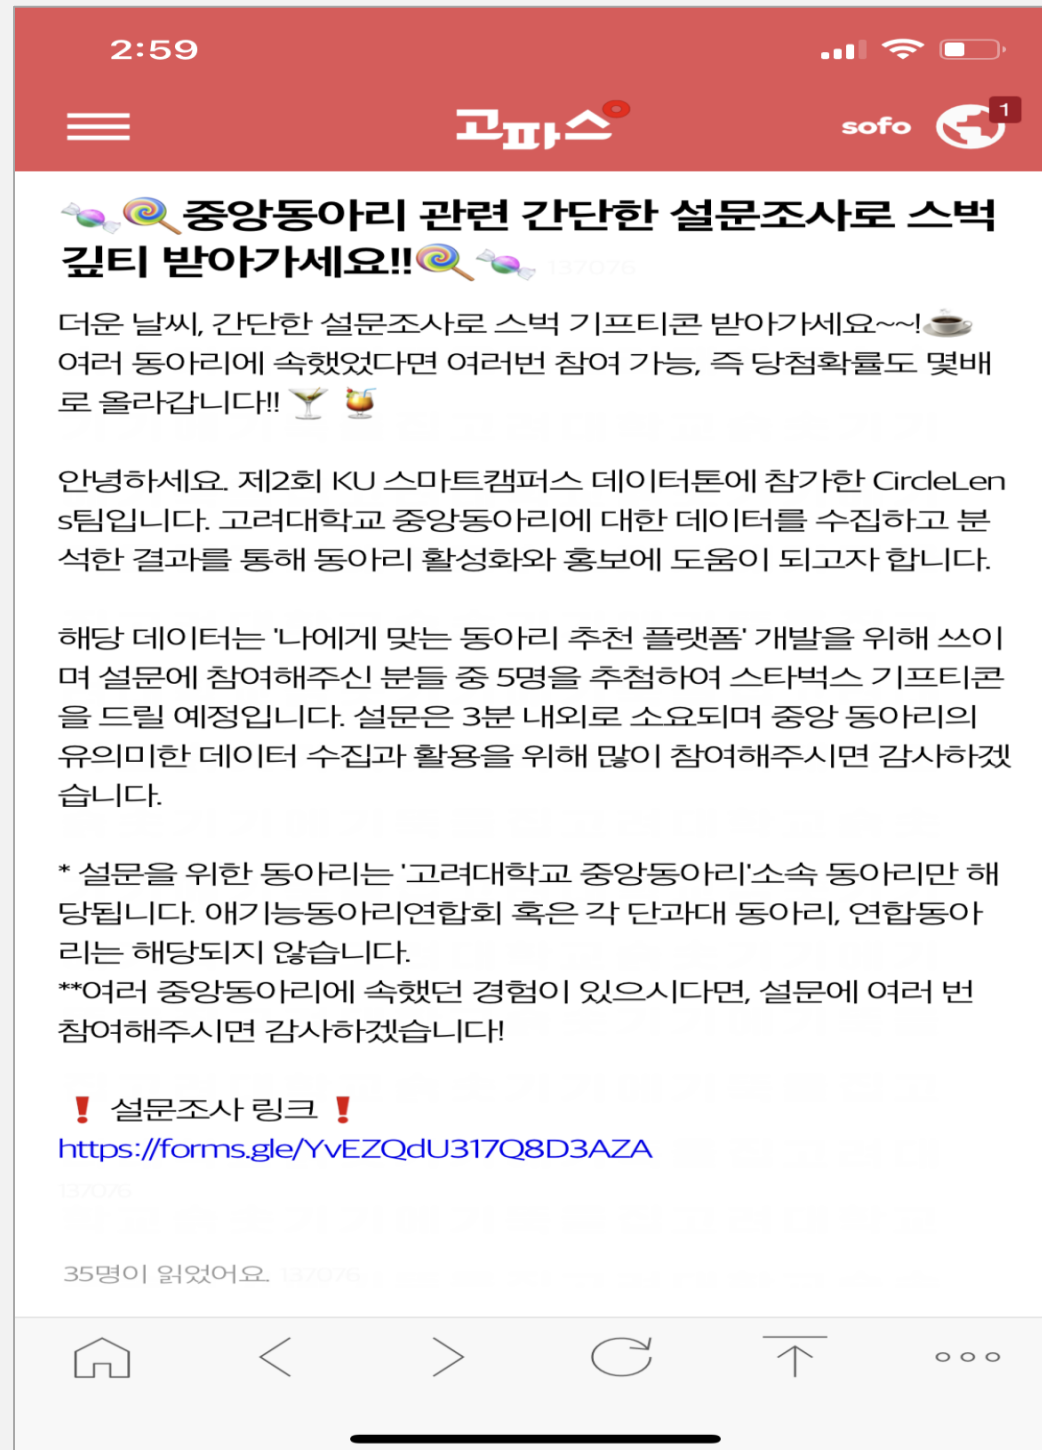 2:59
고파스
sofo
1
중앙동아리 관련 간단한 설문조사로 스벅
깊티 받아가세요!!
137076
더운 날씨, 간단한 설문조사로 스벅 기프티콘 받아가세요~~!
여러 동아리에 속했었다면 여러번 참여 가능, 즉 당첨확률도 몇배
로 올라갑니다!!
안녕하세요. 제2회 KU 스마트캠퍼스 데이터톤에 참가한 CircleLen
s팀입니다. 고려대학교 중앙동아리에 대한 데이터를 수집하고 분
석한 결과를 통해 동아리 활성화와 홍보에 도움이 되고자 합니다.
해당 데이터는 '나에게 맞는 동아리 추천 플랫폼' 개발을 위해 쓰이
며 설문에 참여해주신 분들 중 5명을 추첨하여 스타벅스 기프티콘
을 드릴 예정입니다. 설문은 3분 내외로 소요되며 중앙 동아리의
유의미한 데이터 수집과 활용을 위해 많이 참여해주시면 감사하겠
습니다.
* 설문을 위한 동아리는 '고려대학교 중앙동아리'소속 동아리만 해
당됩니다. 애기능동아리연합회 혹은 각 단과대 동아리, 연합동아
리는 해당되지 않습니다.
**여러 중앙동아리에 속했던 경험이 있으시다면, 설문에 여러 번
참여해주시면 감사하겠습니다!
❗ 설문조사 링크 ❗
https://forms.gle/YvEZQdU317Q8D3AZA
137076
35명이 읽었어요. 137076